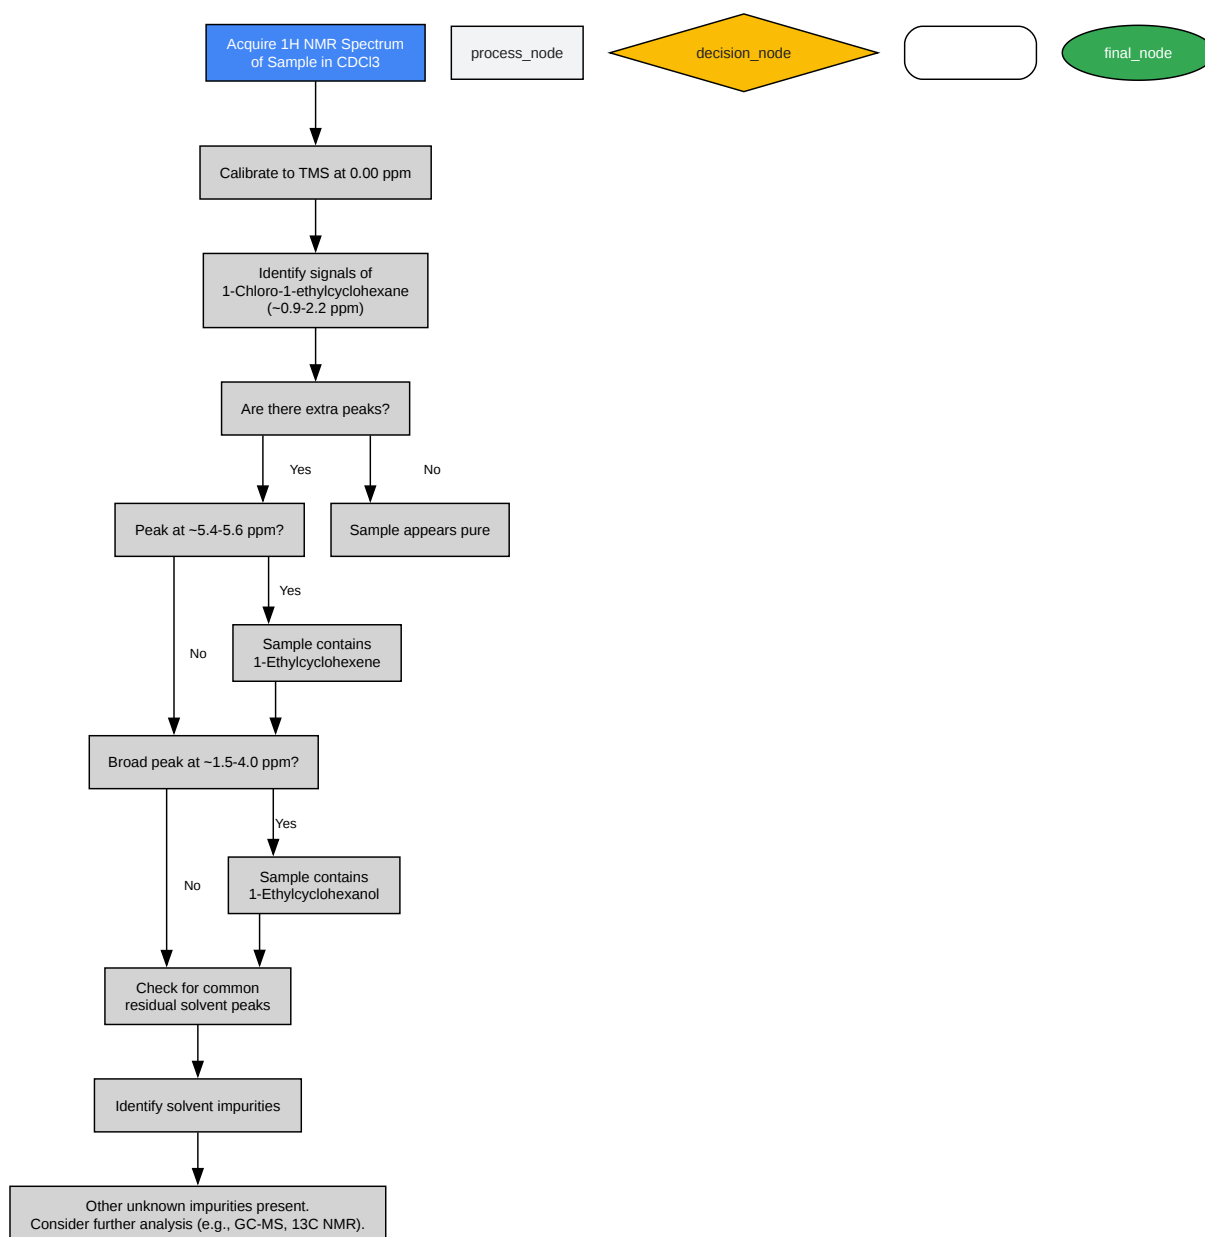 Acquire 1H NMR Spectrum
of Sample in CDCl3
process_node
decision_node
final_node
Calibrate to TMS at 0.00 ppm
Identify signals of
1-Chloro-1-ethylcyclohexane
(~0.9-2.2 ppm)
Are there extra peaks?
Yes
No
Peak at ~5.4-5.6 ppm?
Sample appears pure
Yes
Sample contains
1-Ethylcyclohexene
No
Broad peak at ~1.5-4.0 ppm?
Yes
Sample contains
1-Ethylcyclohexanol
No
Check for common
residual solvent peaks
Identify solvent impurities
Other unknown impurities present.
Consider further analysis (e.g., GC-MS, 13C NMR).